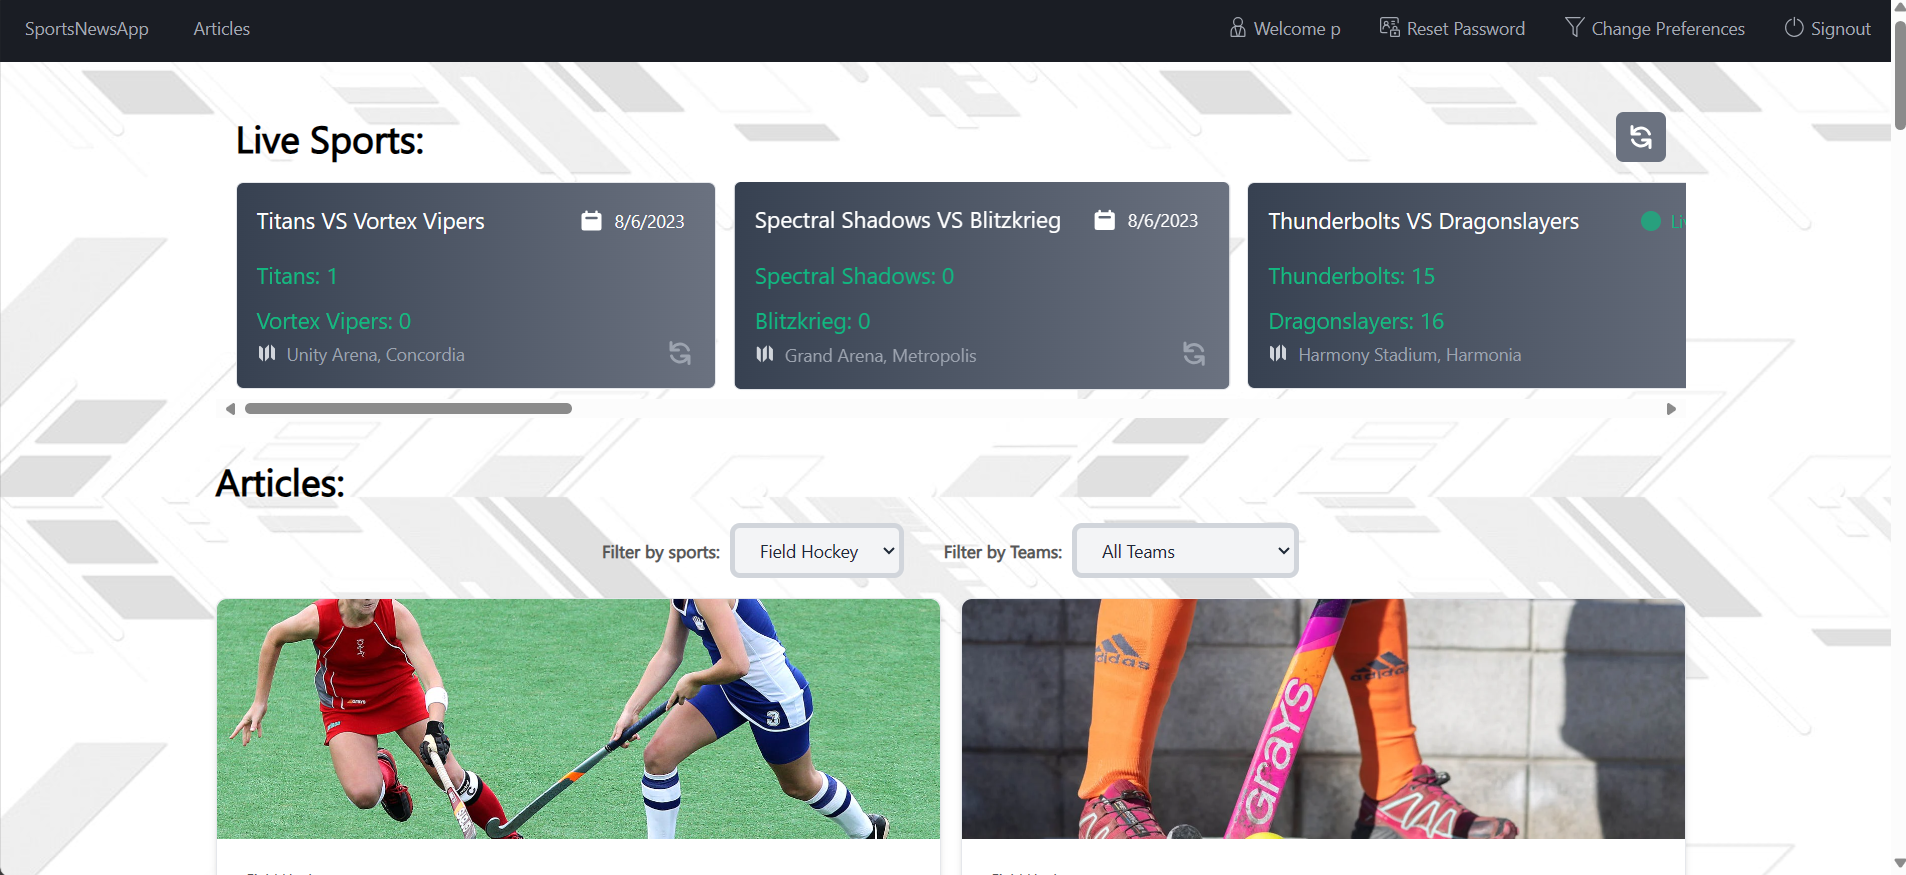 SportsNewsApp
Articles
Welcome p
Reset Password
Change Preferences
Signout
Live Sports:
Titans VS Vortex Vipers
8/6/2023
Titans: 1
Vortex Vipers: 0
Unity Arena, Concordia
Spectral Shadows VS Blitzkrieg
8/6/2023
Spectral Shadows: 0
Blitzkrieg: 0
Grand Arena, Metropolis
Thunderbolts VS Dragonslayers
Thunderbolts: 15
Dragonslayers: 16
Harmony Stadium, Harmonia
Articles:
Filter by sports:
Field Hockey
Filter by Teams:
All Teams
3
adidas
adidas
GRAYS